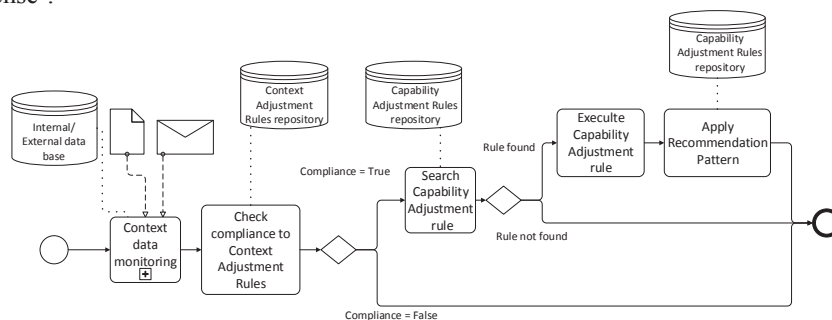 Internal/
External data
base
Context
Adjustment
Rules repository
Capability
Adjustment Rules
repository
Capability
Adjustment Rules
repository
Context
data
monitoring
Check
compliance to
Context
Adjustment
Rules
Compliance = True
Search
Capability
Adjustment
rule
Rule found
Execulte
Capability
Adjustment
rule
Apply
Recommendation
Pattern
Rule not found
Compliance = False